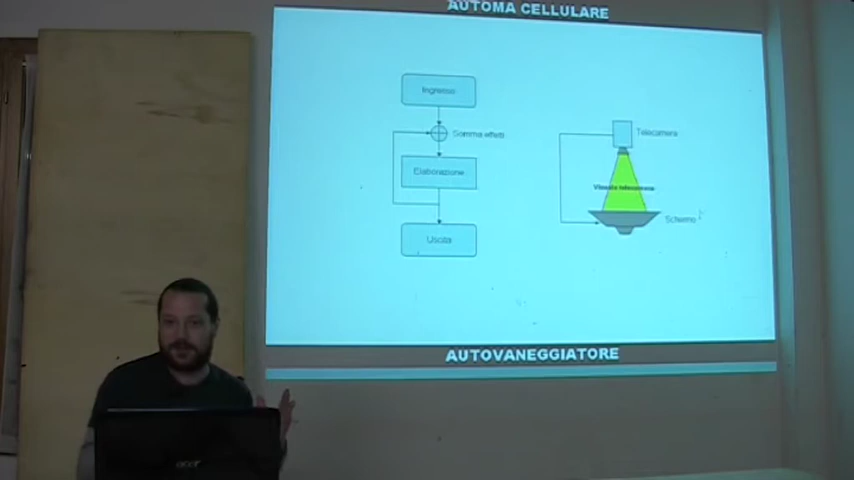 AUTOMA CELLULARE
Ingresso
Somma effetti
Elaborazione
Uscita
Telecamera
Visuale telecamera
Schermo
AUTOVANEGGIATORE
acer